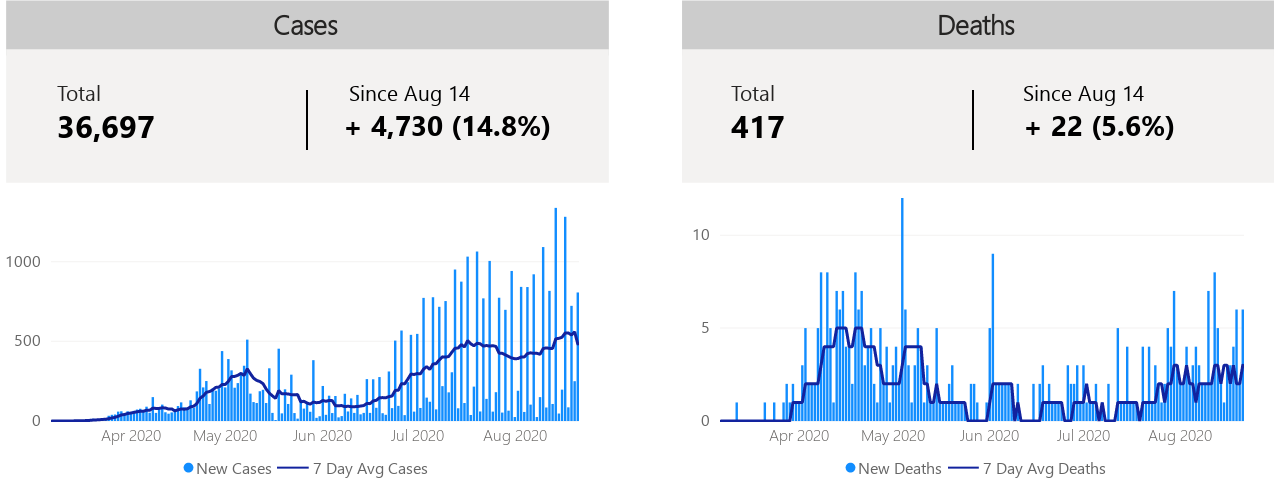 Cases
Total
36,697
Since Aug 14
+ 4,730 (14.8%)
1000
500
0
Apr 2020 May 2020 Jun 2020 Jul 2020 Aug 2020
New Cases 7 Day Avg Cases
Deaths
Total
417
Since Aug 14
+ 22 (5.6%)
10
5
0
Apr 2020 May 2020 Jun 2020 Jul 2020 Aug 2020
New Deaths 7 Day Avg Deaths